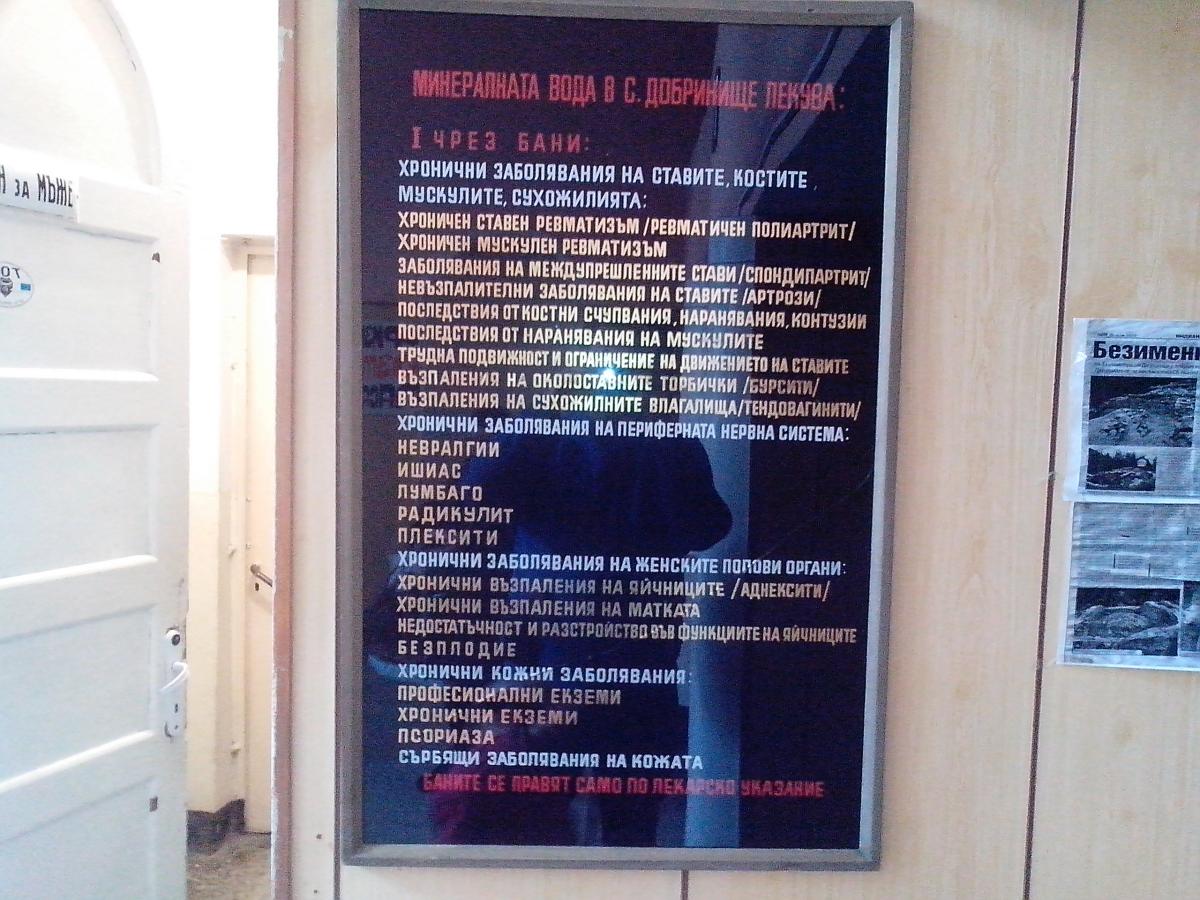 МИНЕРАЛНАТА ВОДА В С. ДОБРИНИЩЕ ЛЕКУВА:
I ЧРЕЗ БАНИ:
ХРОНИЧНИ ЗАБОЛЯВАНИЯ НА СТАВИТЕ, КОСТИТЕ,
МУСКУЛИТЕ, СУХОЖИЛИЯТА:
ХРОНИЧЕН СТАВЕН РЕВМАТИЗЪМ /РЕВМАТИЧЕН ПОЛИАРТРИТ/
ХРОНИЧЕН МУСКУЛЕН РЕВМАТИЗЪМ
ЗАБОЛЯВАНИЯ НА МЕЖДУПРЕШЛЕННИТЕ СТАВИ /СПОНДИЛАРТРИТ/
НЕВЪЗПАЛИТЕЛНИ ЗАБОЛЯВАНИЯ НА СТАВИТЕ /АРТРОЗИ/
ПОСЛЕДСТВИЯ ОТ КОСТНИ СЧУПВАНИЯ, НАРАНЯВАНИЯ, КОНТУЗИИ
ПОСЛЕДСТВИЯ ОТ НАРАНЯВАНИЯ НА МУСКУЛИТЕ
ТРУДНА ПОДВИЖНОСТ И ОГРАНИЧЕНИЕ НА ДВИЖЕНИЕТО НА СТАВИТЕ
ВЪЗПАЛЕНИЯ НА ОКОЛОСТАВНИТЕ ТОРБИЧКИ /БУРСИТИ/
ВЪЗПАЛЕНИЯ НА СУХОЖИЛНИТЕ ВЛАГАЛИЩА/ТЕНДОВАГИНИТИ/
ХРОНИЧНИ ЗАБОЛЯВАНИЯ НА ПЕРИФЕРНАТА НЕРВНА СИСТЕМА:
НЕВРАЛГИИ
ИШИАС
ЛУМБАГО
РАДИКУЛИТ
ПЛЕКСИТИ
ХРОНИЧНИ ЗАБОЛЯВАНИЯ НА ЖЕНСКИТЕ ПОЛОВИ ОРГАНИ:
ХРОНИЧНИ ВЪЗПАЛЕНИЯ НА ЯЙЧНИЦИТЕ /АДНЕКСИТИ/
ХРОНИЧНИ ВЪЗПАЛЕНИЯ НА МАТКАТА
НЕДОСТАТЪЧНОСТ И РАЗСТРОЙСТВО ВЪВ ФУНКЦИИТЕ НА ЯЙЧНИЦИТЕ
БЕЗПЛОДИЕ
ХРОНИЧНИ КОЖНИ ЗАБОЛЯВАНИЯ:
ПРОФЕСИОНАЛНИ ЕКЗЕМИ
ХРОНИЧНИ ЕКЗЕМИ
ПСОРИАЗА
СЪРБЯЩИ ЗАБОЛЯВАНИЯ НА КОЖАТА
БАНИТЕ СЕ ПРАВЯТ САМО ПО ЛЕКАРСКО УКАЗАНИЕ
Н ЗА МЪЖЕ
Безимен